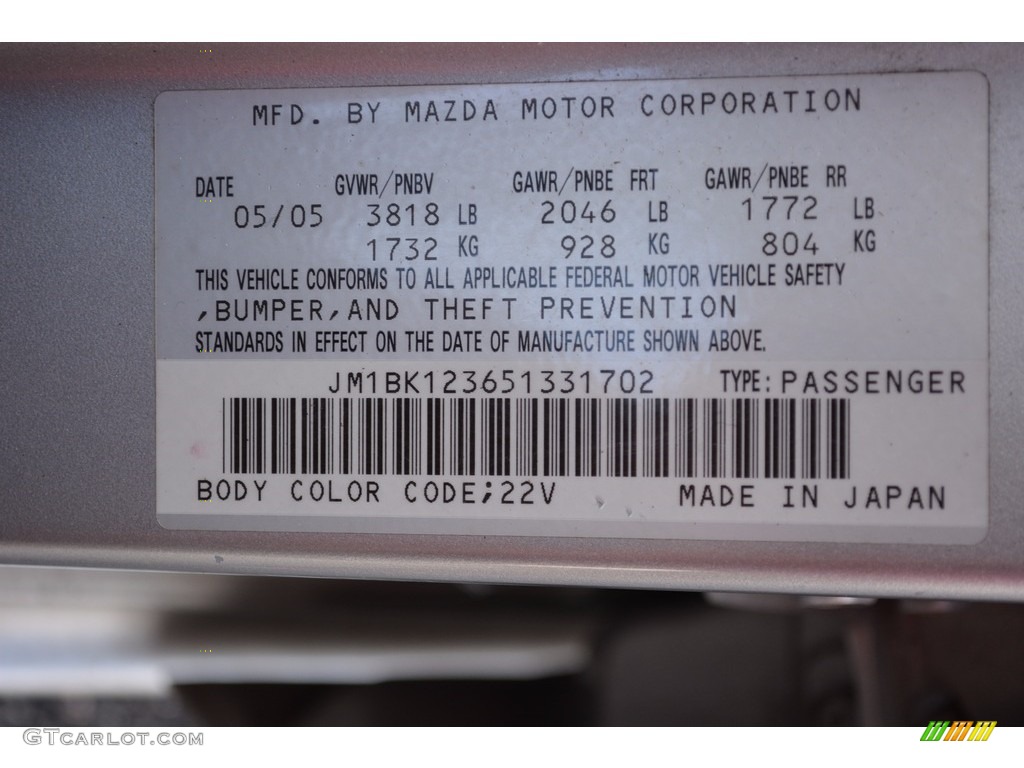 MFD. BY MAZDA MOTOR CORPORATION
DATE GVWR/PNBV GAWR/PNBE FRT GAWR/PNBE RR
05/05 3818 LB 2046 LB 1772 LB
1732 KG 928 KG 804 KG
THIS VEHICLE CONFORMS TO ALL APPLICABLE FEDERAL MOTOR VEHICLE SAFETY
,BUMPER,AND THEFT PREVENTION
STANDARDS IN EFFECT ON THE DATE OF MANUFACTURE SHOWN ABOVE.
JM1BK123651331702 TYPE: PASSENGER
BODY COLOR CODE;22V MADE IN JAPAN
GTCARLOT.COM